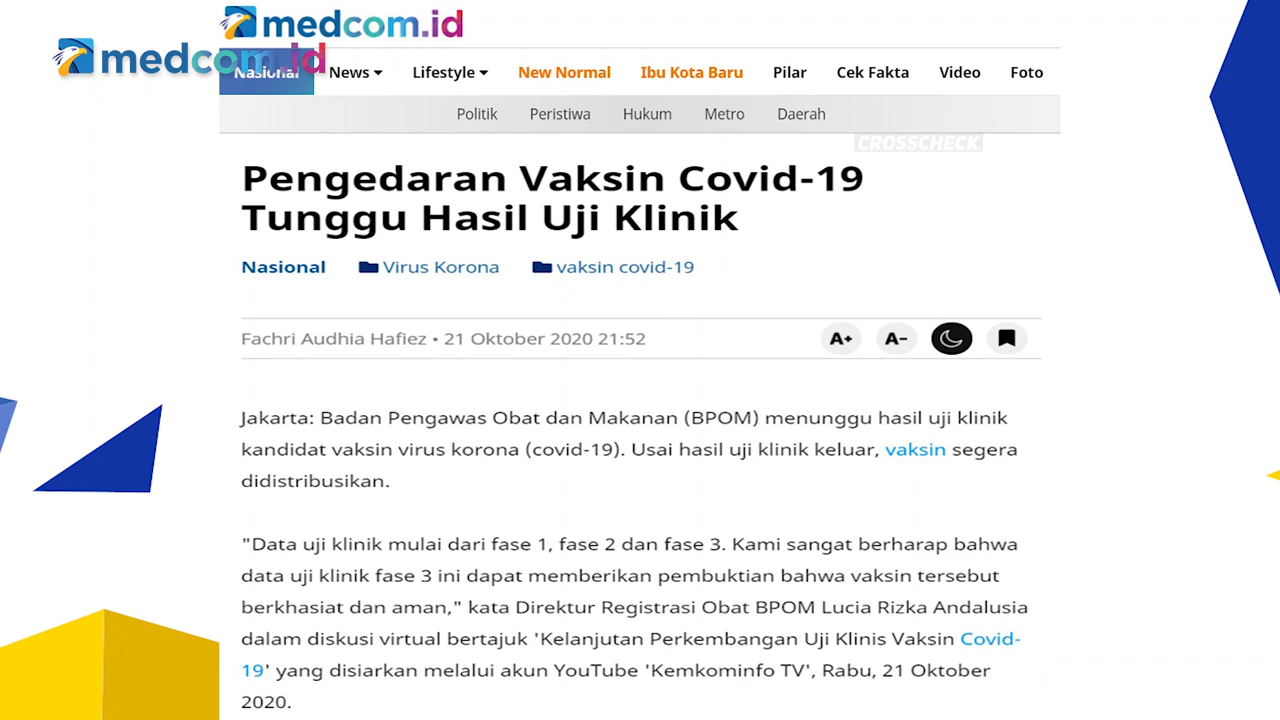 medcom.id
medcom.id
Nasional News Lifestyle New Normal Ibu Kota Baru Pilar Cek Fakta Video Foto
Politik Peristiwa Hukum Metro Daerah
CROSSCHECK
Pengedaran Vaksin Covid-19
Tunggu Hasil Uji Klinik
Nasional Virus Korona vaksin covid-19
Fachri Audhia Hafiez • 21 Oktober 2020 21:52 A+ A-
Jakarta: Badan Pengawas Obat dan Makanan (BPOM) menunggu hasil uji klinik
kandidat vaksin virus korona (covid-19). Usai hasil uji klinik keluar, vaksin segera
didistribusikan.
"Data uji klinik mulai dari fase 1, fase 2 dan fase 3. Kami sangat berharap bahwa
data uji klinik fase 3 ini dapat memberikan pembuktian bahwa vaksin tersebut
berkhasiat dan aman," kata Direktur Registrasi Obat BPOM Lucia Rizka Andalusia
dalam diskusi virtual bertajuk 'Kelanjutan Perkembangan Uji Klinis Vaksin Covid-
19' yang disiarkan melalui akun YouTube 'Kemkominfo TV', Rabu, 21 Oktober
2020.